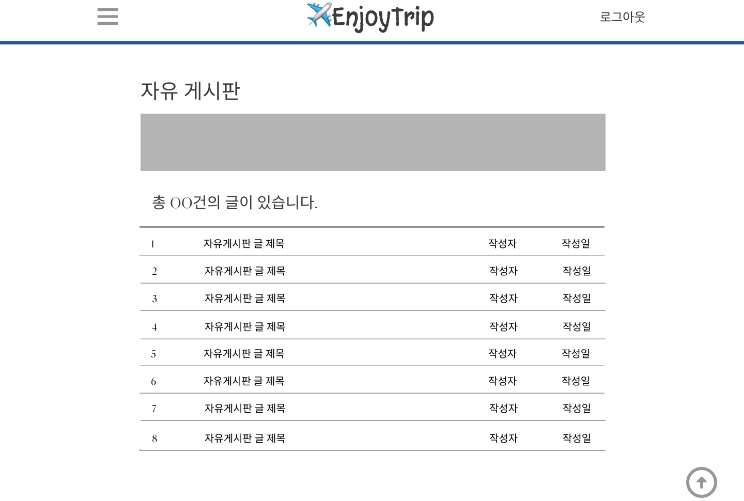 EnjoyTrip
로그아웃
자유 게시판
총 OO건의 글이 있습니다.
1 자유게시판 글 제목 작성자 작성일
2 자유게시판 글 제목 작성자 작성일
3 자유게시판 글 제목 작성자 작성일
4 자유게시판 글 제목 작성자 작성일
5 자유게시판 글 제목 작성자 작성일
6 자유게시판 글 제목 작성자 작성일
7 자유게시판 글 제목 작성자 작성일
8 자유게시판 글 제목 작성자 작성일